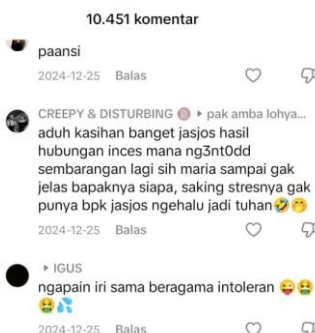 10.451 komentar
paansi
2024-12-25 Balas
CREEPY & DISTURBING ▸ pak amba lohya...
aduh kasihan banget jasjos hasil
hubungan inces mana ng3nt0dd
sembarangan lagi sih maria sampai gak
jelas bapaknya siapa, saking stresnya gak
punya bpk jasjos ngehalu jadi tuhan🤣🤭
2024-12-25 Balas
▸ IGUS
ngapain iri sama beragama intoleran 😜🤮
🤮💦
2024-12-25 Balas